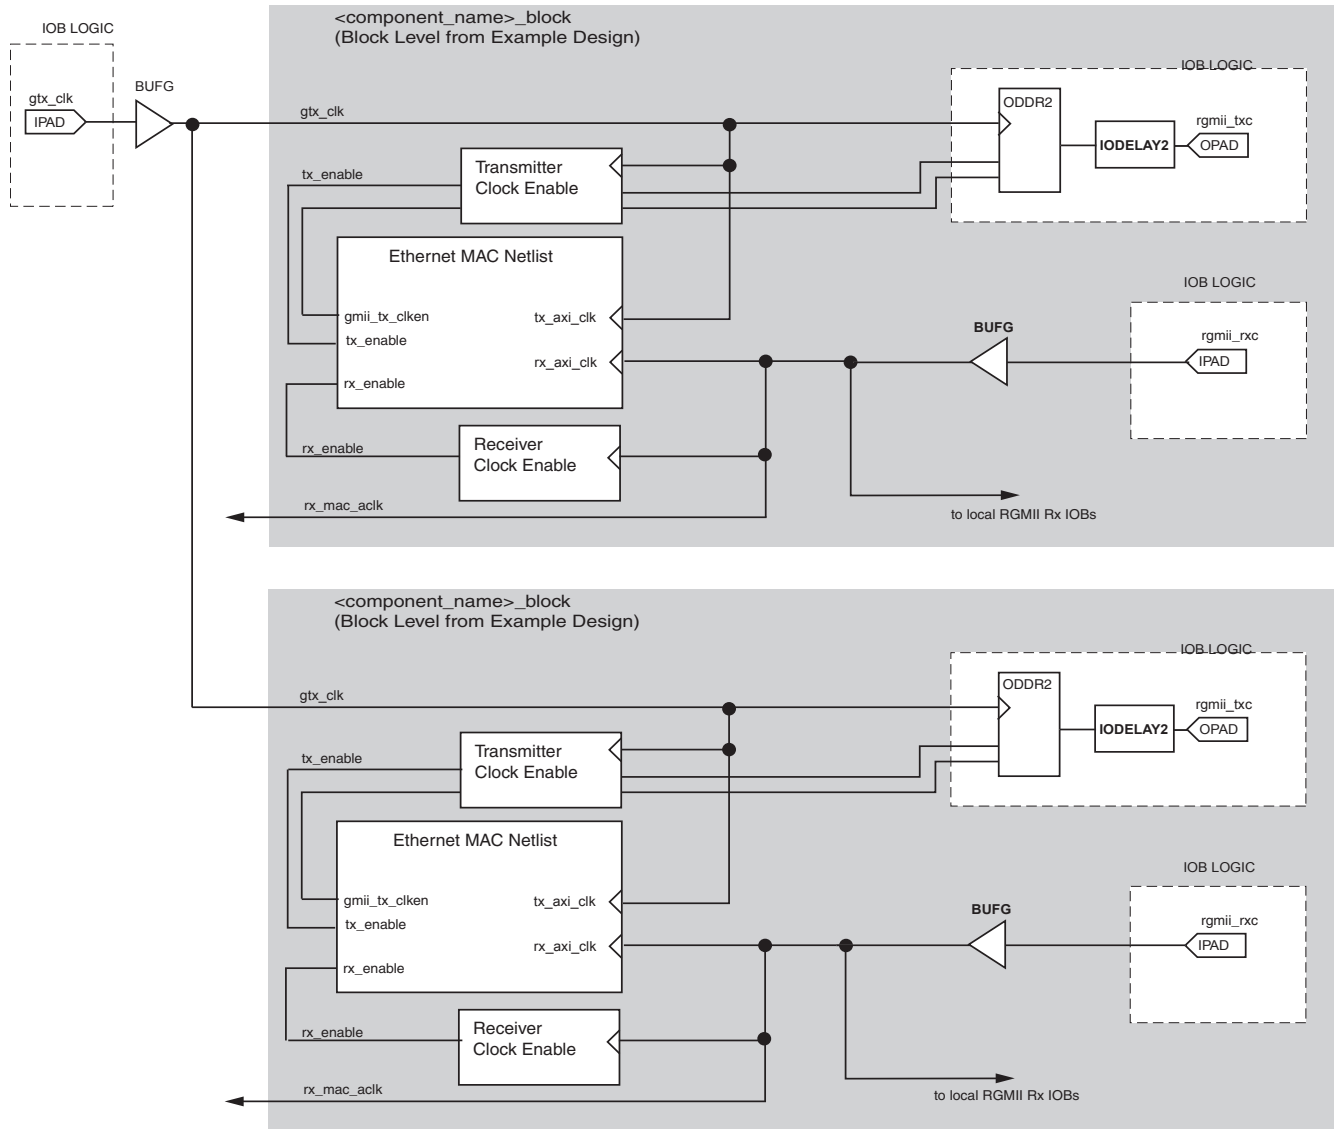 IOB LOGIC
gtx_clk
IPAD
BUFG
<component_name>_block
(Block Level from Example Design)
gtx_clk
IOB LOGIC
ODDR2
IODELAY2
rgmii_txc
OPAD
tx_enable
Transmitter
Clock Enable
Ethernet MAC Netlist
gmii_tx_clken
tx_enable
rx_enable
tx_axi_clk
rx_axi_clk
BUFG
IOB LOGIC
rgmii_rxc
IPAD
rx_enable
Receiver
Clock Enable
rx_mac_aclk
to local RGMII Rx IOBs
<component_name>_block
(Block Level from Example Design)
gtx_clk
IOB LOGIC
ODDR2
IODELAY2
rgmii_txc
OPAD
tx_enable
Transmitter
Clock Enable
Ethernet MAC Netlist
gmii_tx_clken
tx_enable
rx_enable
tx_axi_clk
rx_axi_clk
BUFG
IOB LOGIC
rgmii_rxc
IPAD
rx_enable
Receiver
Clock Enable
rx_mac_aclk
to local RGMII Rx IOBs